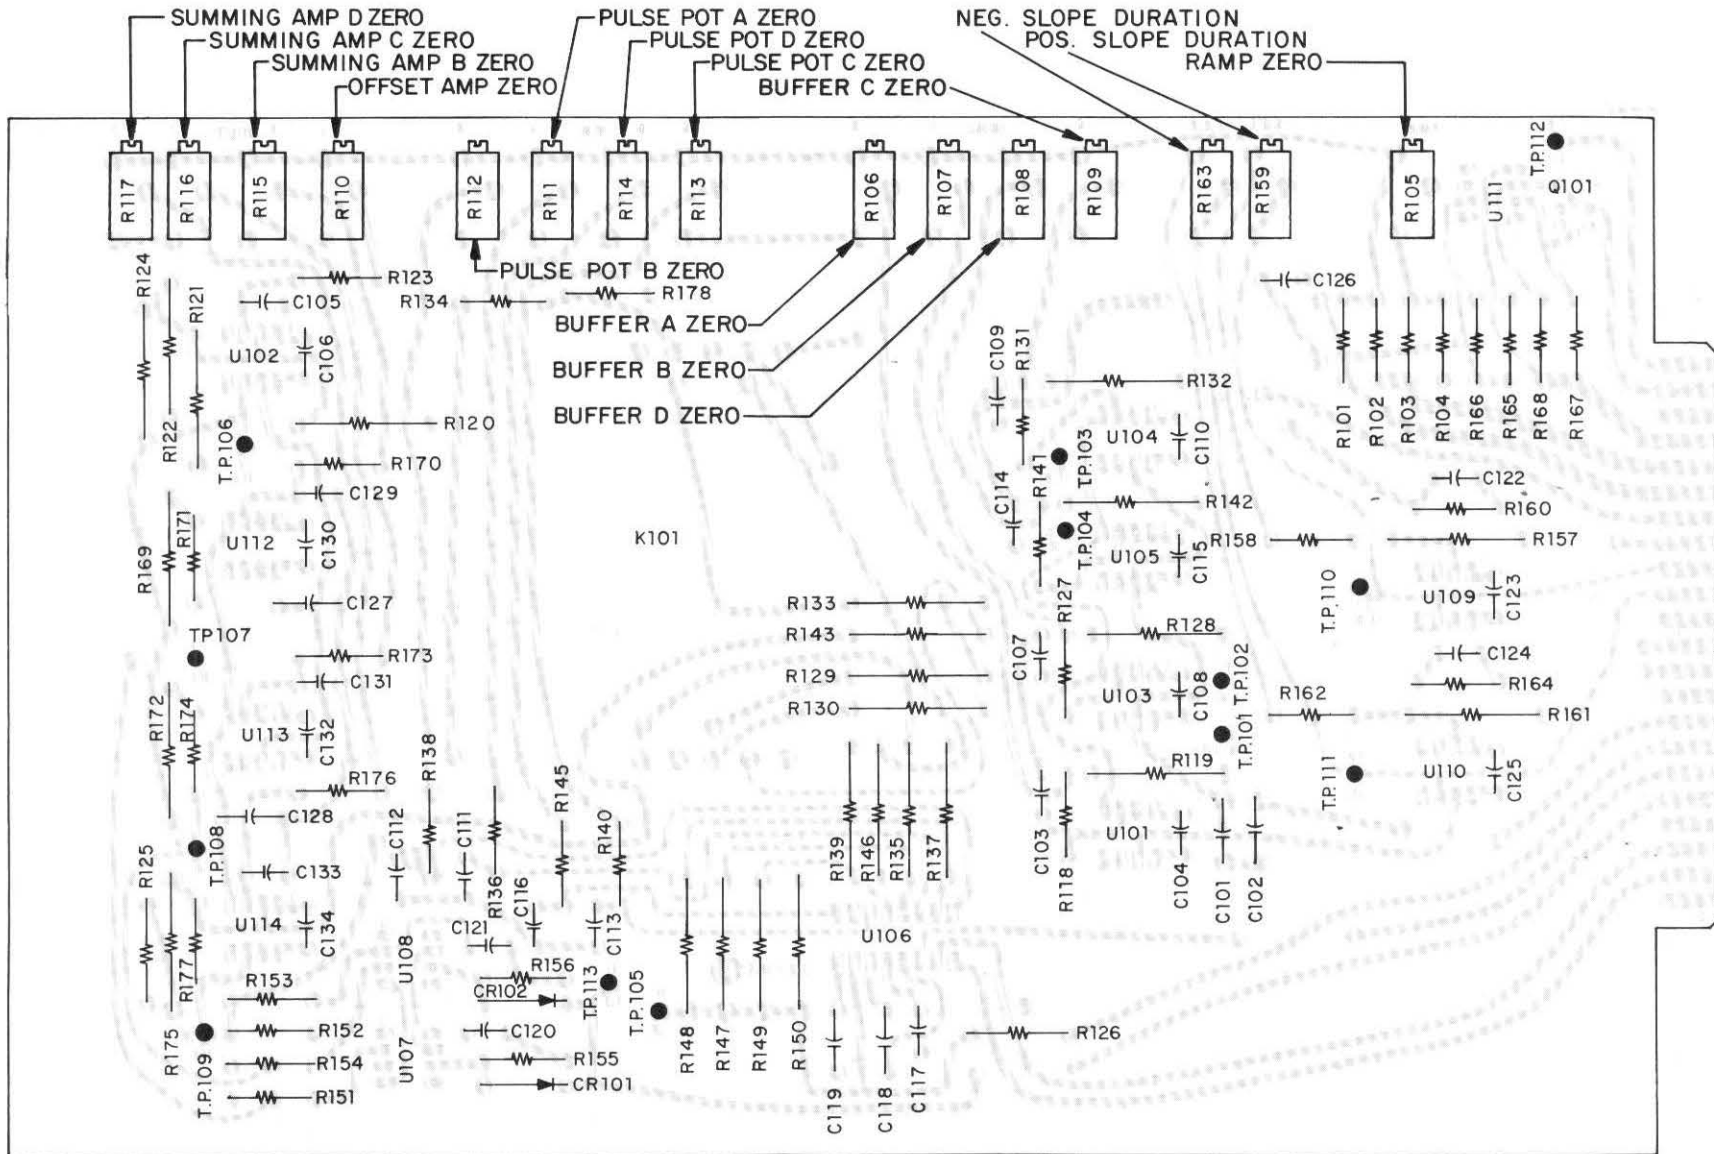 SUMMING AMP D ZERO
SUMMING AMP C ZERO
SUMMING AMP B ZERO
OFFSET AMP ZERO
PULSE POT A ZERO
PULSE POT D ZERO
PULSE POT C ZERO
BUFFER C ZERO
NEG. SLOPE DURATION
POS. SLOPE DURATION
RAMP ZERO
R117
R116
R115
R110
R112
R111
R114
R113
R106
R107
R108
R109
R163
R159
R105
U111
T.P.112
Q101
PULSE POT B ZERO
BUFFER A ZERO
BUFFER B ZERO
BUFFER D ZERO
R124
R121
R123
C105
R134
R178
C126
U102
C106
C109
R131
R132
R122
T.P.106
R120
R170
C129
U104
C110
T.P.103
R101
R102
R103
R104
R166
R165
R168
R167
C122
R160
R141
C114
R142
R169
R171
U112
C130
K101
T.P.104
U105
C115
R158
R157
C127
R133
R143
R129
R130
R127
R128
C107
T.P.110
U109
C123
TP107
R173
C131
U103
C108
T.P.102
T.P.101
C124
R164
R162
R161
R172
R174
U113
C132
R138
R176
R145
R119
T.P.111
U110
C125
C128
C112
C111
R140
R139
R146
R135
R137
C103
U101
R118
C104
C101
C102
R125
T.P.108
C133
R136
C116
C113
U114
C134
C121
U108
U106
R177
R153
R156
CR102
T.P.113
T.P.105
R175
R152
C120
R148
R147
R149
R150
R126
T.P.109
R154
R155
U107
R151
CR101
C119
C118
C117